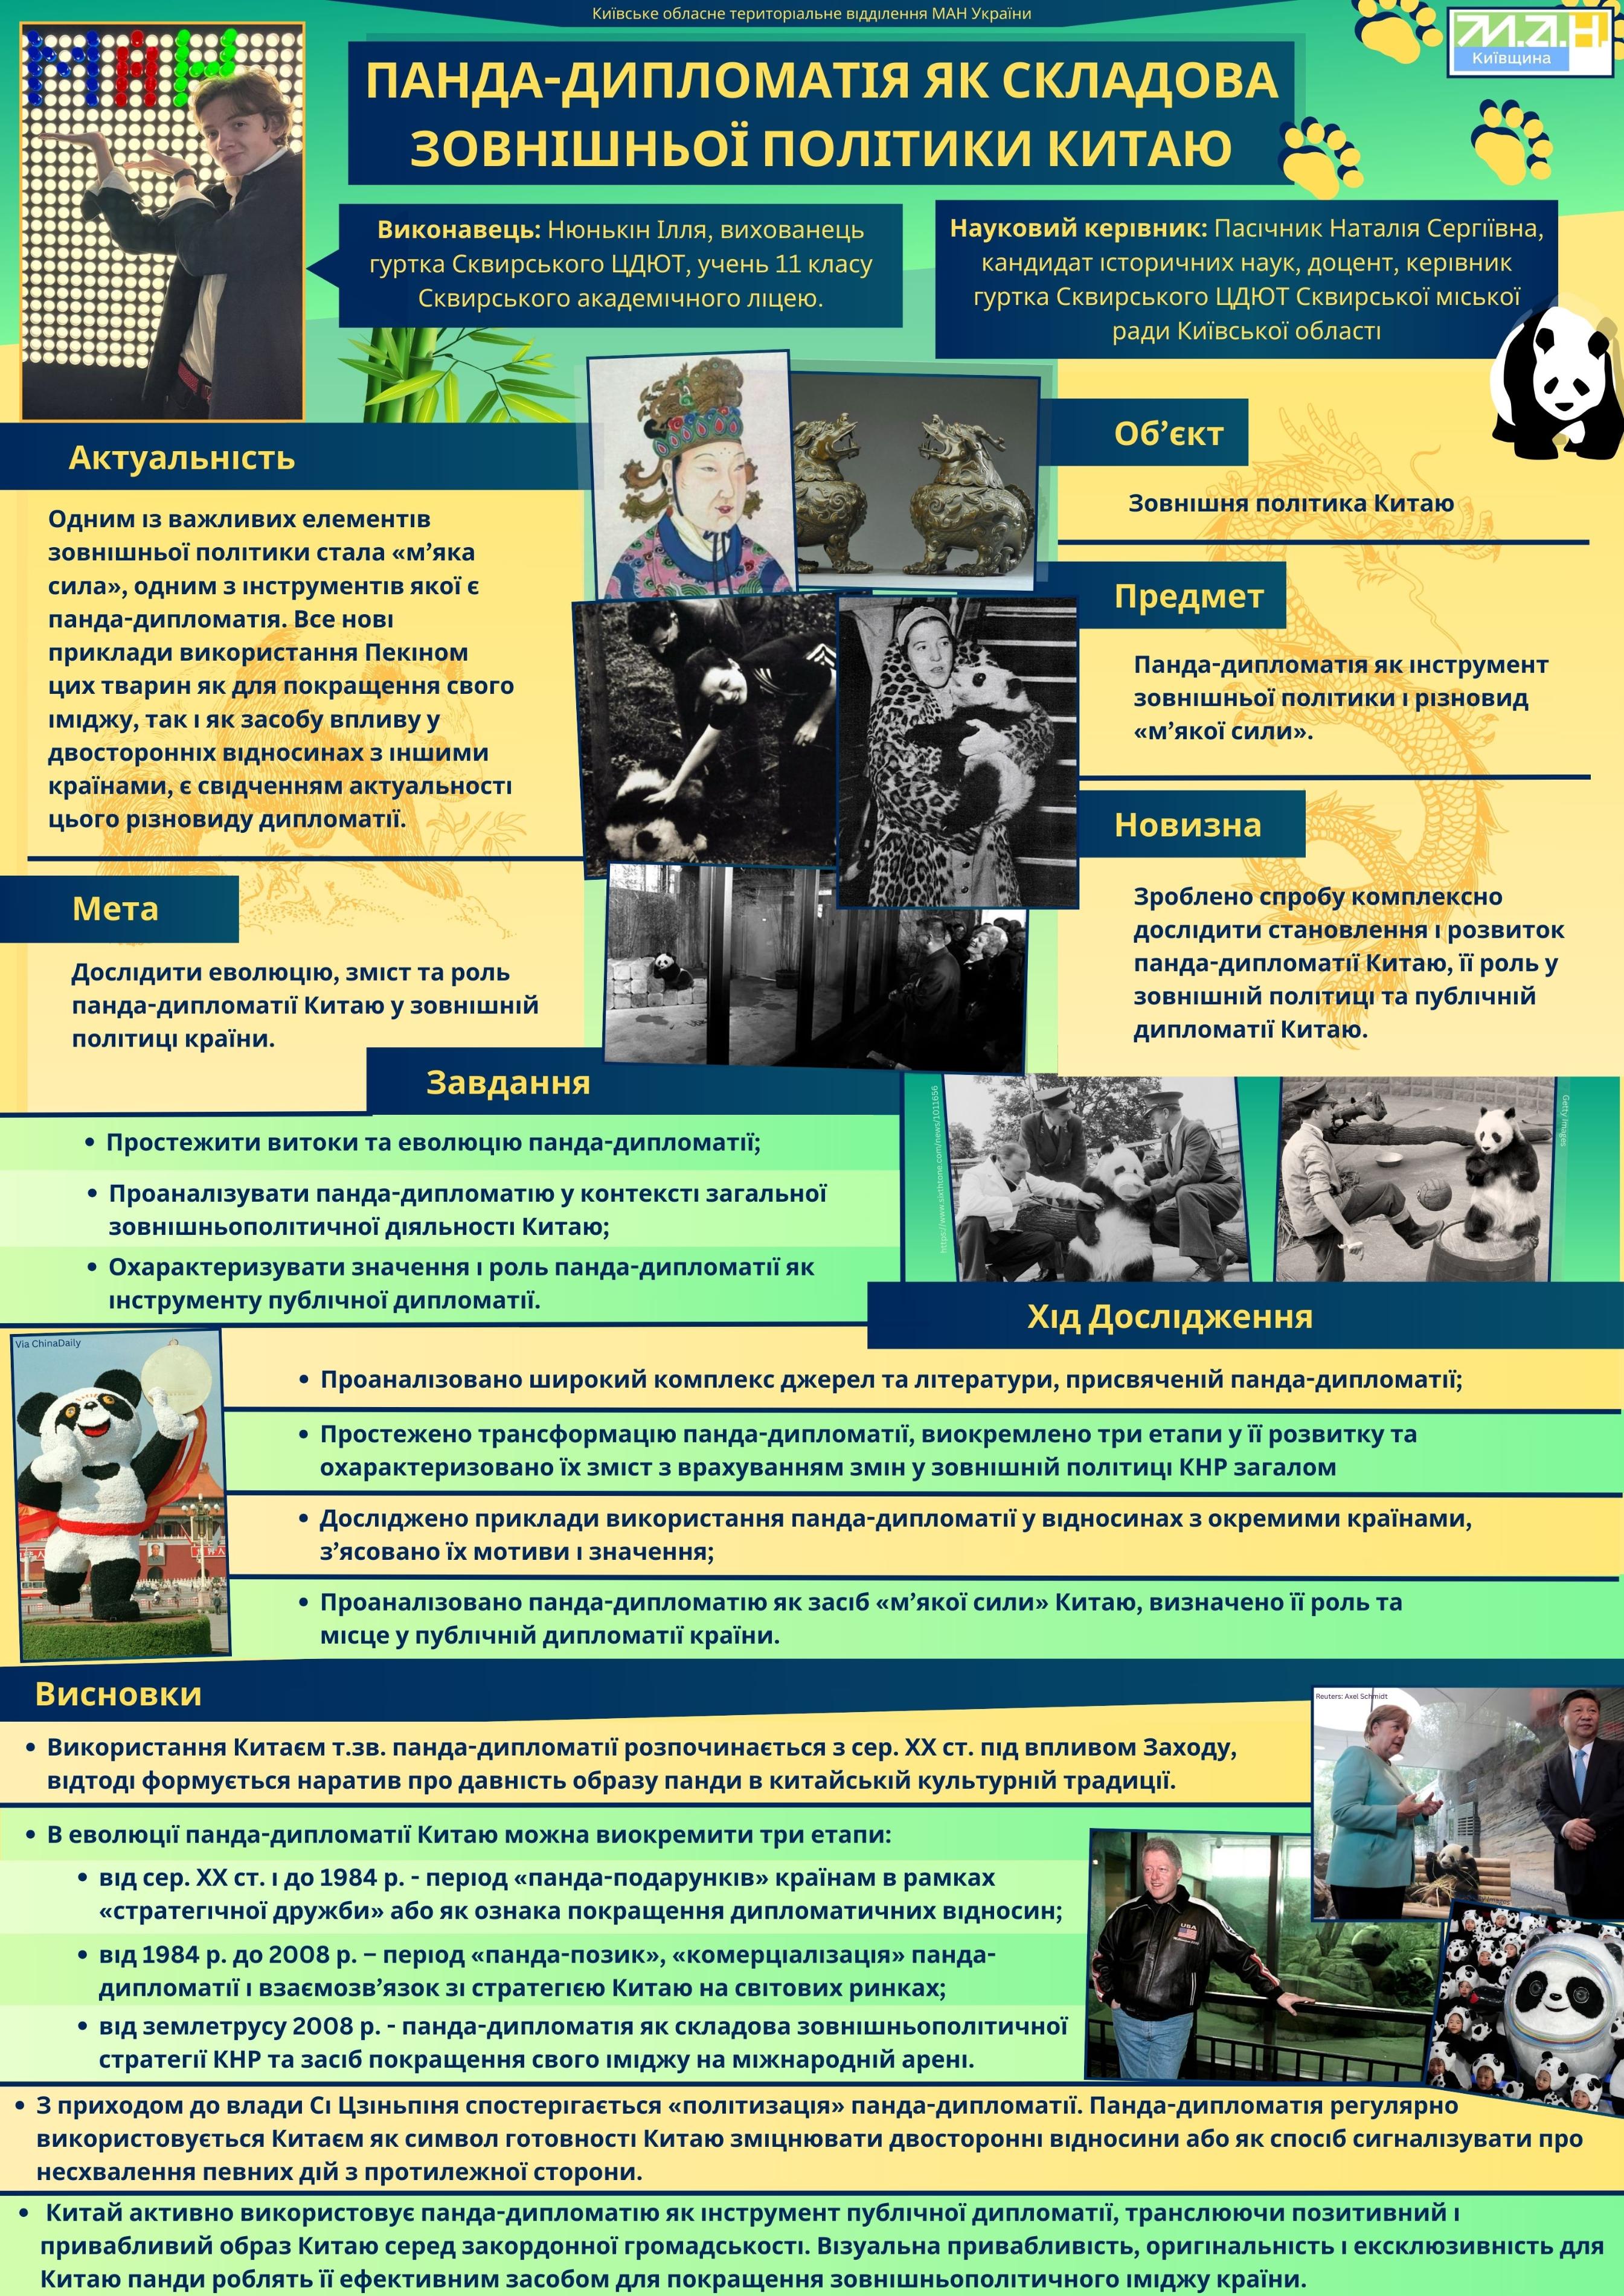 Київське обласне територіальне відділення МАН України
МАН
М.А.Н
Київщина
ПАНДА-ДИПЛОМАТІЯ ЯК СКЛАДОВА
ЗОВНІШНЬОЇ ПОЛІТИКИ КИТАЮ
Виконавець: Нюнькін Ілля, вихованець
гуртка Сквирського ЦДЮТ, учень 11 класу
Сквирського академічного ліцею.
Науковий керівник: Пасічник Наталія Сергіївна,
кандидат історичних наук, доцент, керівник
гуртка Сквирського ЦДЮТ Сквирської міської
ради Київської області
Актуальність
Одним із важливих елементів
зовнішньої політики стала «м’яка
сила», одним з інструментів якої є
панда-дипломатія. Все нові
приклади використання Пекіном
цих тварин як для покращення свого
іміджу, так і як засобу впливу у
двосторонніх відносинах з іншими
країнами, є свідченням актуальності
цього різновиду дипломатії.
Мета
Дослідити еволюцію, зміст та роль
панда-дипломатії Китаю у зовнішній
політиці країни.
Об’єкт
Зовнішня політика Китаю
Предмет
Панда-дипломатія як інструмент
зовнішньої політики і різновид
«м’якої сили».
Новизна
Зроблено спробу комплексно
дослідити становлення і розвиток
панда-дипломатії Китаю, її роль у
зовнішній політиці та публічній
дипломатії Китаю.
Завдання
Простежити витоки та еволюцію панда-дипломатії;
Проаналізувати панда-дипломатію у контексті загальної
зовнішньополітичної діяльності Китаю;
Охарактеризувати значення і роль панда-дипломатії як
інструменту публічної дипломатії.
https://www.sixthtone.com/news/1011656
Getty Images
Хід Дослідження
Via ChinaDaily
Проаналізовано широкий комплекс джерел та літератури, присвяченій панда-дипломатії;
Простежено трансформацію панда-дипломатії, виокремлено три етапи у її розвитку та
охарактеризовано їх зміст з врахуванням змін у зовнішній політиці КНР загалом
Досліджено приклади використання панда-дипломатії у відносинах з окремими країнами,
з’ясовано їх мотиви і значення;
Проаналізовано панда-дипломатію як засіб «м’якої сили» Китаю, визначено її роль та
місце у публічній дипломатії країни.
Висновки
Reuters: Axel Schmidt
Використання Китаєм т.зв. панда-дипломатії розпочинається з сер. ХХ ст. під впливом Заходу,
відтоді формується наратив про давність образу панди в китайській культурній традиції.
В еволюції панда-дипломатії Китаю можна виокремити три етапи:
від сер. ХХ ст. і до 1984 р. - період «панда-подарунків» країнам в рамках
«стратегічної дружби» або як ознака покращення дипломатичних відносин;
від 1984 р. до 2008 р. – період «панда-позик», «комерціалізація» панда-
дипломатії і взаємозв’язок зі стратегією Китаю на світових ринках;
від землетрусу 2008 р. - панда-дипломатія як складова зовнішньополітичної
стратегії КНР та засіб покращення свого іміджу на міжнародній арені.
USA
З приходом до влади Сі Цзіньпіня спостерігається «політизація» панда-дипломатії. Панда-дипломатія регулярно
використовується Китаєм як символ готовності Китаю зміцнювати двосторонні відносини або як спосіб сигналізувати про
несхвалення певних дій з протилежної сторони.
Китай активно використовує панда-дипломатію як інструмент публічної дипломатії, транслюючи позитивний і
привабливий образ Китаю серед закордонної громадськості. Візуальна привабливість, оригінальність і ексклюзивність для
Китаю панди роблять її ефективним засобом для покращення зовнішньополітичного іміджу країни.